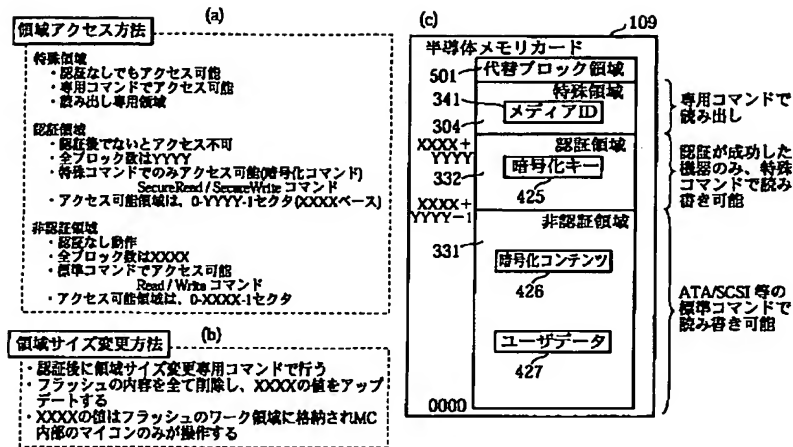 (a)
領域アクセス方法
特殊領域
・認証なしでもアクセス可能
・専用コマンドでアクセス可能
・読み出し専用領域
認証領域
・認証後でないとアクセス不可
・全ブロック数はYYYY
・特殊コマンドでのみアクセス可能(暗号化コマンド)
SecureRead / SecureWrite コマンド
・アクセス可能領域は、0-YYYY-1セクタ(XXXXベース)
非認証領域
・認証なし動作
・全ブロック数はXXXX
・標準コマンドでアクセス可能
Read / Write コマンド
・アクセス可能領域は、0-XXXX-1セクタ
(b)
領域サイズ変更方法
・認証後に領域サイズ変更専用コマンドで行う
・フラッシュの内容を全て削除し、XXXXの値をアップ
デートする
・XXXXの値はフラッシュのワーク領域に格納されMC
内部のマイコンのみが操作する
(c)
109
半導体メモリカード
501
代替ブロック領域
特殊領域
341
メディアID
304
専用コマンドで
読み出し
XXXX+
YYYY
認証領域
332
暗号化キー
425
認証が成功した
機器のみ、特殊
コマンドで読み
書き可能
XXXX+
YYYY-1
非認証領域
331
暗号化コンテンツ
426
ユーザデータ
427
ATA/SCSI 等の
標準コマンドで
読み書き可能
0000